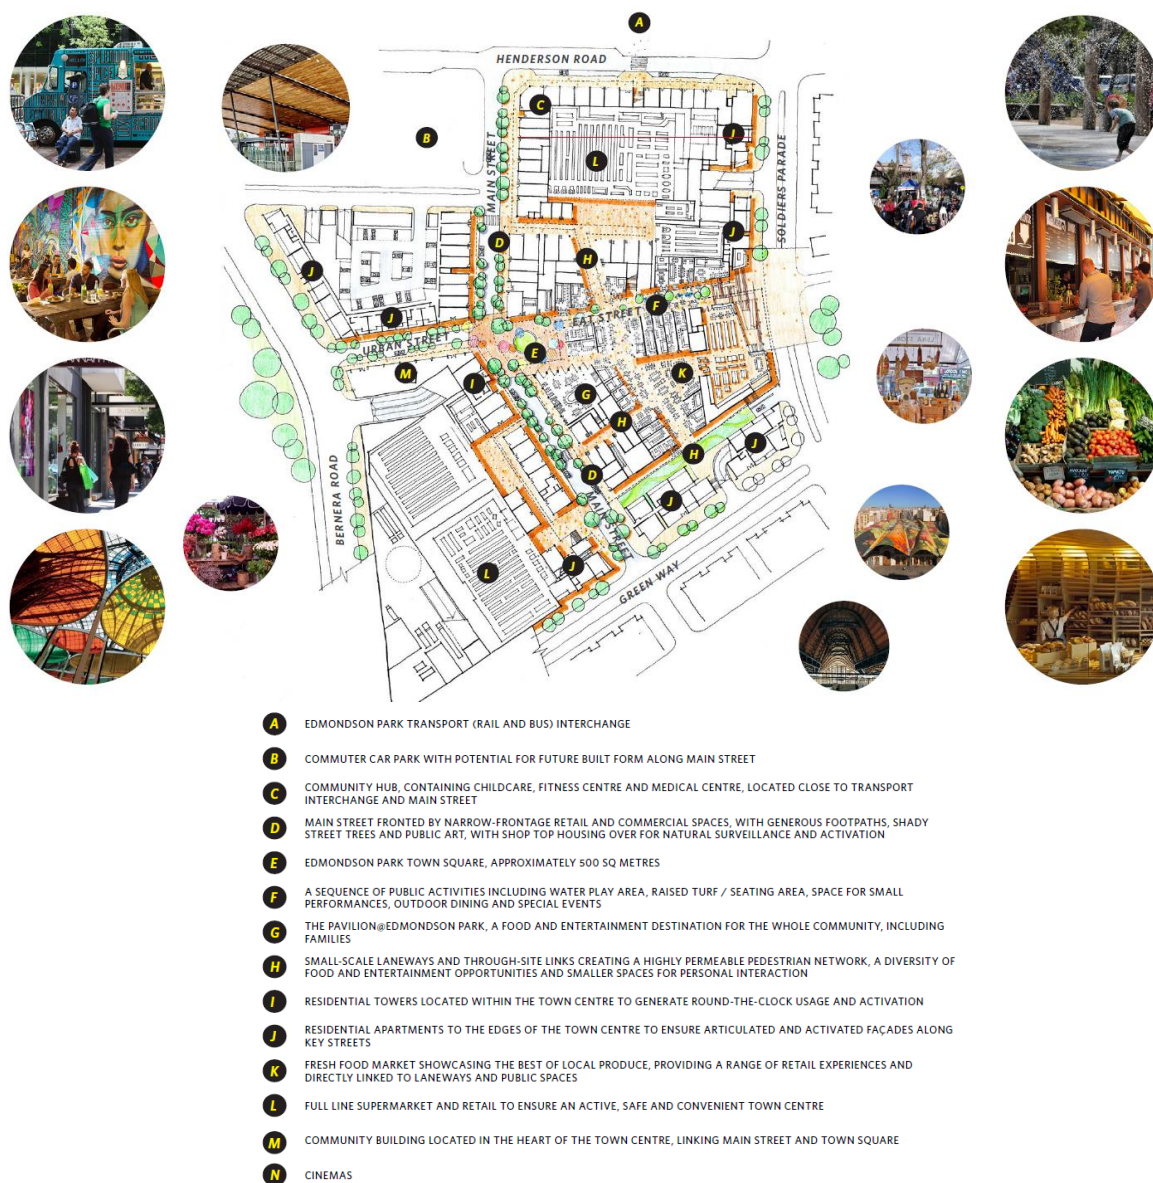 A
HENDERSON ROAD
C
B
J
L
MAIN STREET
SOLDIERS PARADE
D
J
H
J
F
EAT STREET
J
URBAN STREET
E
M
I
K
G
H
J
H
D
BERNERA ROAD
J
MAIN STREET
J
L
GREEN WAY
A EDMONDSON PARK TRANSPORT (RAIL AND BUS) INTERCHANGE
B COMMUTER CAR PARK WITH POTENTIAL FOR FUTURE BUILT FORM ALONG MAIN STREET
C COMMUNITY HUB, CONTAINING CHILDCARE, FITNESS CENTRE AND MEDICAL CENTRE, LOCATED CLOSE TO TRANSPORT
INTERCHANGE AND MAIN STREET
D MAIN STREET FRONTED BY NARROW-FRONTAGE RETAIL AND COMMERCIAL SPACES, WITH GENEROUS FOOTPATHS, SHADY
STREET TREES AND PUBLIC ART, WITH SHOP TOP HOUSING OVER FOR NATURAL SURVEILLANCE AND ACTIVATION
E EDMONDSON PARK TOWN SQUARE, APPROXIMATELY 500 SQ METRES
F A SEQUENCE OF PUBLIC ACTIVITIES INCLUDING WATER PLAY AREA, RAISED TURF / SEATING AREA, SPACE FOR SMALL
PERFORMANCES, OUTDOOR DINING AND SPECIAL EVENTS
G THE PAVILION@EDMONDSON PARK, A FOOD AND ENTERTAINMENT DESTINATION FOR THE WHOLE COMMUNITY, INCLUDING
FAMILIES
H SMALL-SCALE LANEWAYS AND THROUGH-SITE LINKS CREATING A HIGHLY PERMEABLE PEDESTRIAN NETWORK, A DIVERSITY OF
FOOD AND ENTERTAINMENT OPPORTUNITIES AND SMALLER SPACES FOR PERSONAL INTERACTION
I RESIDENTIAL TOWERS LOCATED WITHIN THE TOWN CENTRE TO GENERATE ROUND-THE-CLOCK USAGE AND ACTIVATION
J RESIDENTIAL APARTMENTS TO THE EDGES OF THE TOWN CENTRE TO ENSURE ARTICULATED AND ACTIVATED FAÇADES ALONG
KEY STREETS
K FRESH FOOD MARKET SHOWCASING THE BEST OF LOCAL PRODUCE, PROVIDING A RANGE OF RETAIL EXPERIENCES AND
DIRECTLY LINKED TO LANEWAYS AND PUBLIC SPACES
L FULL LINE SUPERMARKET AND RETAIL TO ENSURE AN ACTIVE, SAFE AND CONVENIENT TOWN CENTRE
M COMMUNITY BUILDING LOCATED IN THE HEART OF THE TOWN CENTRE, LINKING MAIN STREET AND TOWN SQUARE
N CINEMAS